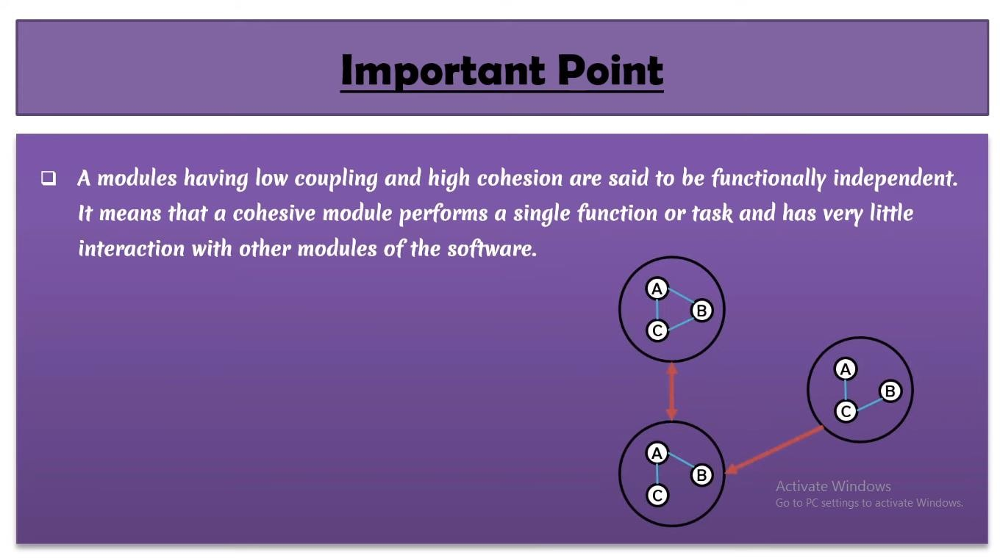 Important Point
❑ A modules having low coupling and high cohesion are said to be functionally independent.
It means that a cohesive module performs a single function or task and has very little
interaction with other modules of the software.
A
B
C
A
B
C
A
B
C
Activate Windows
Go to PC settings to activate Windows.